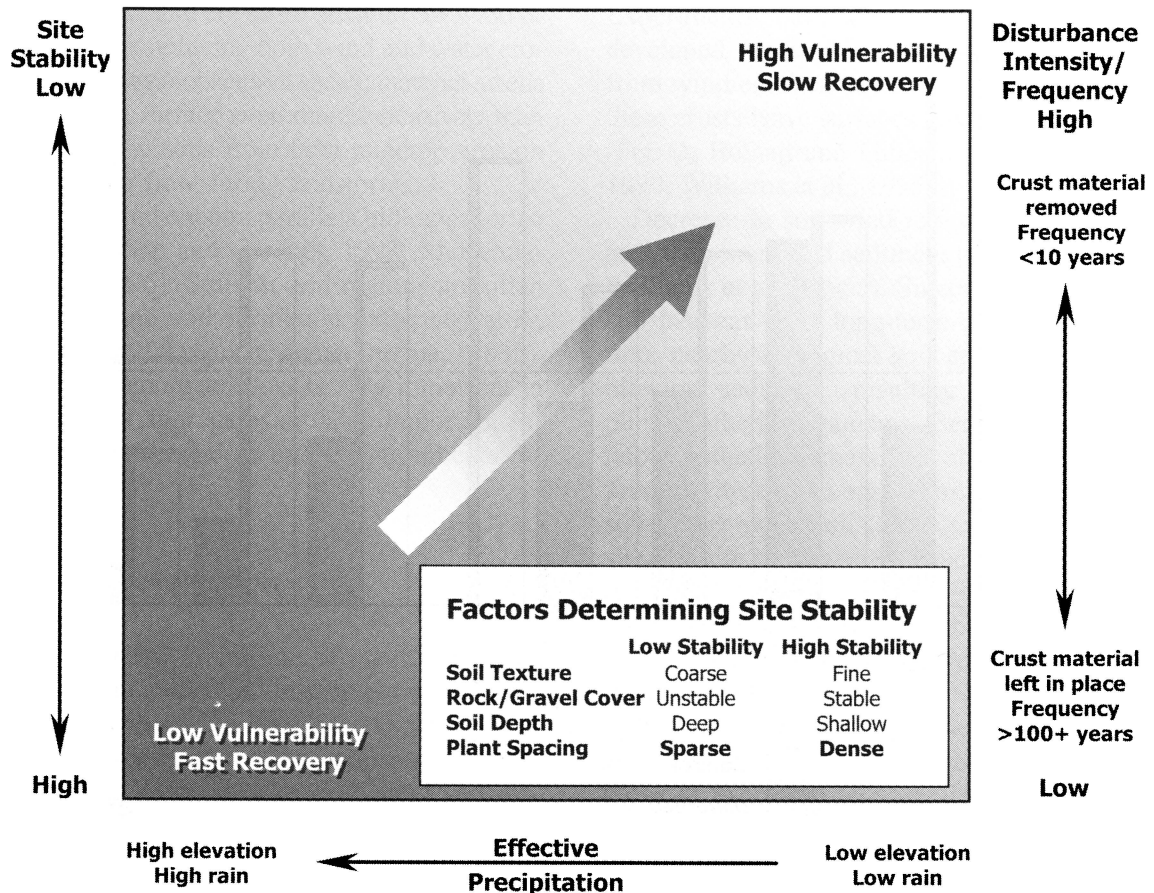 Site
Stability
Low
High
High Vulnerability
Slow Recovery
Low Vulnerability
Fast Recovery
Factors Determining Site Stability
Low Stability High Stability
Soil Texture Coarse Fine
Rock/Gravel Cover Unstable Stable
Soil Depth Deep Shallow
Plant Spacing Sparse Dense
Disturbance
Intensity/
Frequency
High
Crust material
removed
Frequency
<10 years
Crust material
left in place
Frequency
>100+ years
Low
High elevation
High rain
Effective
Precipitation
Low elevation
Low rain